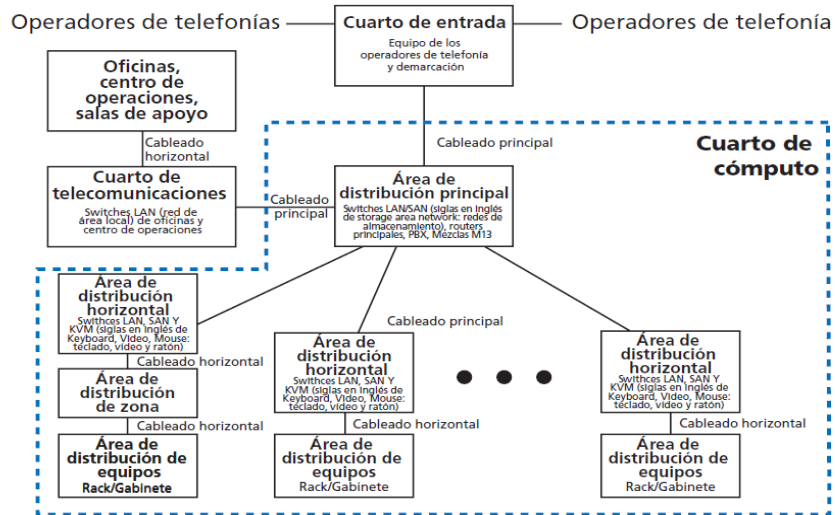 Operadores de telefonías
Cuarto de entrada
Equipo de los
operadores de telefonía
y demarcación
Operadores de telefonía
Oficinas,
centro de
operaciones,
salas de apoyo
Cableado
horizontal
Cableado principal
Cuarto de
cómputo
Cuarto de
telecomunicaciones
Switches LAN (red de
área local) de oficinas y
centro de operaciones
Cableado
principal
Área de
distribución principal
Switches LAN/SAN (siglas en inglés
de storage area network: redes de
almacenamiento), routers
principales, PBX, Mezclas M13
Área de
distribución horizontal
Swithces LAN, SAN Y
KVM (siglas en inglés de
Keyboard, Video, Mouse:
téclado, vídeo y ratón)
Cableado horizontal
Área de
distribución
de zona
Cableado horizontal
Área de
distribución de
equipos
Rack/Gabinete
Cableado principal
Área de
distribución
horizontal
Swithces LAN, SAN Y
KVM (siglas en inglés de
Keyboard, Video, Mouse:
téclado, vídeo y ratón)
Cableado horizontal
Área de
distribución de
equipos
Rack/Gabinete
Área de
distribución
horizontal
Swithces LAN, SAN Y
KVM (siglas en inglés de
Keyboard, Video, Mouse:
téclado, vídeo y ratón)
Cableado horizontal
Área de
distribución de
equipos
Rack/Gabinete